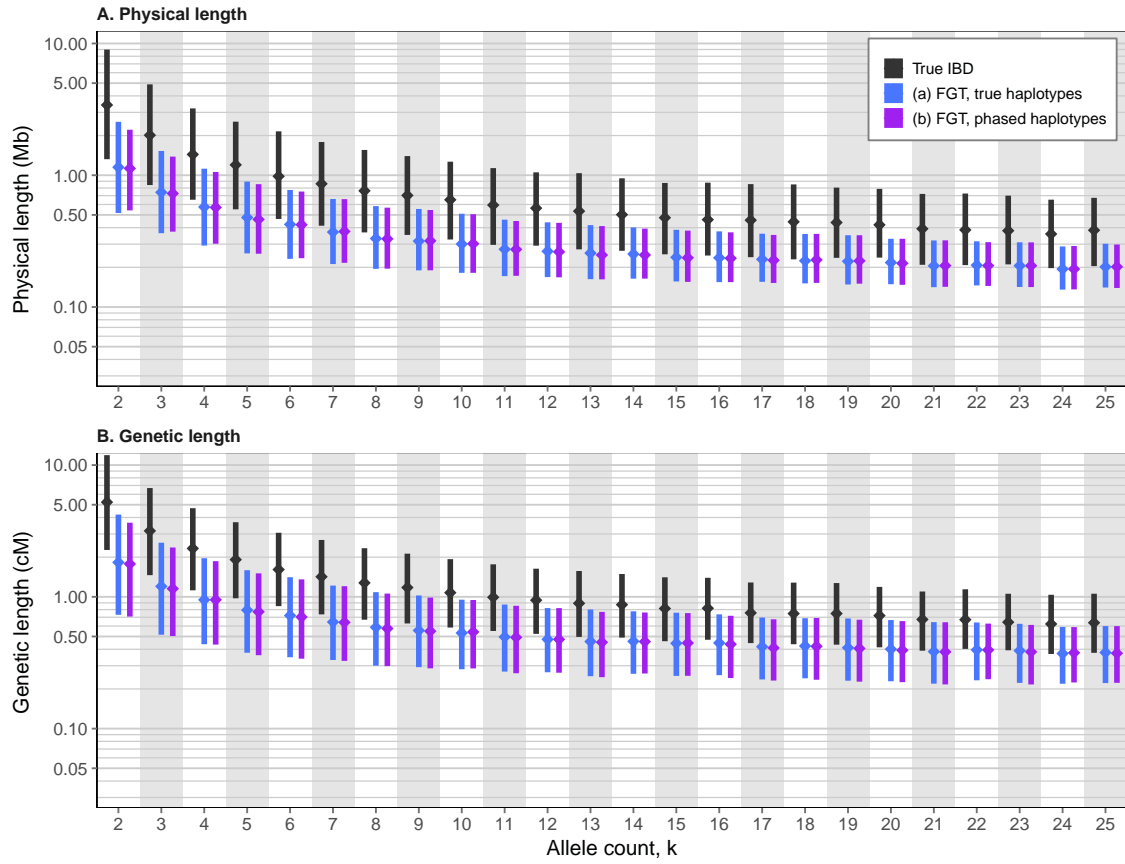 A. Physical length
10.00
5.00
1.00
0.50
0.10
0.05
Physical length (Mb)
True IBD
(a) FGT, true haplotypes
(b) FGT, phased haplotypes
2 3 4 5 6 7 8 9 10 11 12 13 14 15 16 17 18 19 20 21 22 23 24 25
B. Genetic length
10.00
5.00
1.00
0.50
0.10
0.05
Genetic length (cM)
2 3 4 5 6 7 8 9 10 11 12 13 14 15 16 17 18 19 20 21 22 23 24 25
Allele count, k